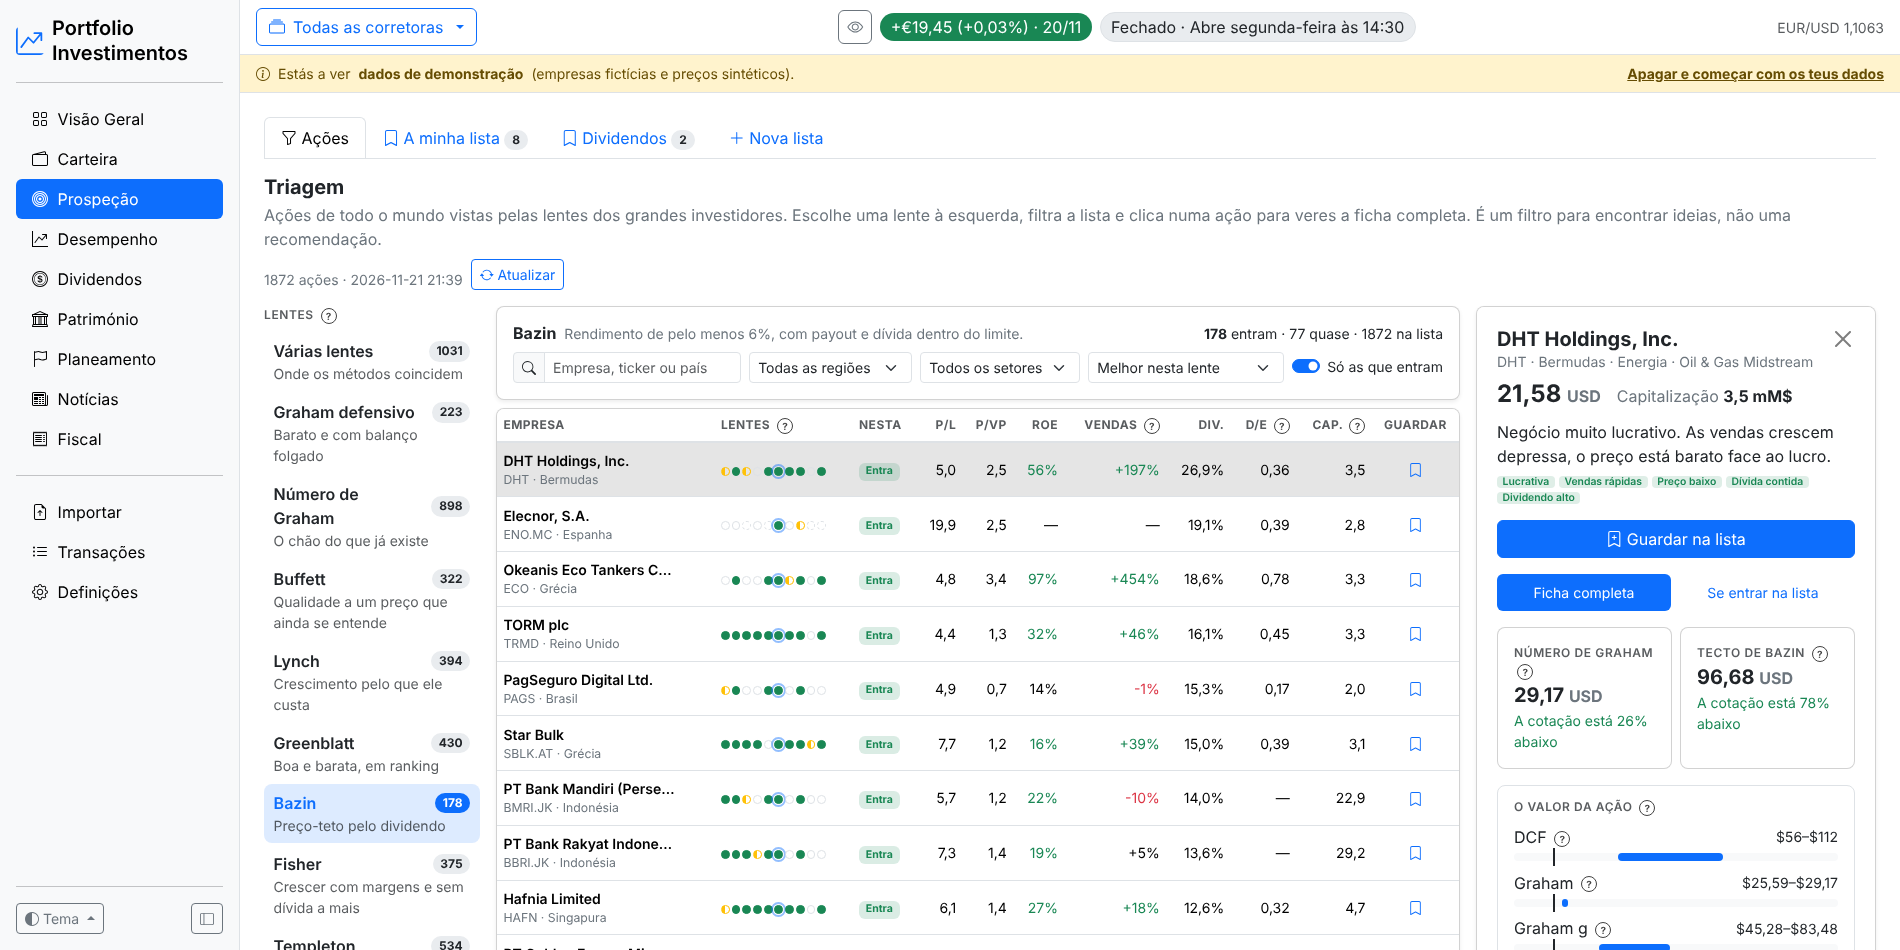 Portfolio
Investimentos
Visão Geral
Carteira
Prospeção
Desempenho
Dividendos
Património
Planeamento
Notícias
Fiscal
Importar
Transações
Definições
Tema
Todas as corretoras
+€19,45 (+0,03%) · 20/11
Fechado · Abre segunda-feira às 14:30
EUR/USD 1,1063
Estás a ver dados de demonstração (empresas fictícias e preços sintéticos).
Apagar e começar com os teus dados
Ações
A minha lista 8
Dividendos 2
Nova lista
Triagem
Ações de todo o mundo vistas pelas lentes dos grandes investidores. Escolhe uma lente à esquerda, filtra a lista e clica numa ação para veres a ficha completa. É um filtro para encontrar ideias, não uma
recomendação.
1872 ações · 2026-11-21 21:39
Atualizar
LENTES ?
Várias lentes 1031
Onde os métodos coincidem
Graham defensivo 223
Barato e com balanço
folgado
Número de
Graham 898
O chão do que já existe
Buffett 322
Qualidade a um preço que
ainda se entende
Lynch 394
Crescimento pelo que ele
custa
Greenblatt 430
Boa e barata, em ranking
Bazin 178
Preço-teto pelo dividendo
Fisher 375
Crescer com margens e sem
dívida a mais
Templeton 534
Bazin Rendimento de pelo menos 6%, com payout e dívida dentro do limite.
178 entram · 77 quase · 1872 na lista
Empresa, ticker ou país
Todas as regiões
Todos os setores
Melhor nesta lente
Só as que entram
EMPRESA LENTES ? NESTA P/L P/VP ROE VENDAS ? DIV. D/E ? CAP. ? GUARDAR
DHT Holdings, Inc.
DHT · Bermudas
Entra 5,0 2,5 56% +197% 26,9% 0,36 3,5
Elecnor, S.A.
ENO.MC · Espanha
Entra 19,9 2,5 — — 19,1% 0,39 2,8
Okeanis Eco Tankers C...
ECO · Grécia
Entra 4,8 3,4 97% +454% 18,6% 0,78 3,3
TORM plc
TRMD · Reino Unido
Entra 4,4 1,3 32% +46% 16,1% 0,45 3,3
PagSeguro Digital Ltd.
PAGS · Brasil
Entra 4,9 0,7 14% -1% 15,3% 0,17 2,0
Star Bulk
SBLK.AT · Grécia
Entra 7,7 1,2 16% +39% 15,0% 0,39 3,1
PT Bank Mandiri (Perse...
BMRI.JK · Indonésia
Entra 5,7 1,2 22% -10% 14,0% — 22,9
PT Bank Rakyat Indone...
BBRI.JK · Indonésia
Entra 7,3 1,4 19% +5% 13,6% — 29,2
Hafnia Limited
HAFN · Singapura
Entra 6,1 1,4 27% +18% 12,6% 0,32 4,7
DHT Holdings, Inc.
DHT · Bermudas · Energia · Oil & Gas Midstream
21,58 USD Capitalização 3,5 mM$
Negócio muito lucrativo. As vendas crescem
depressa, o preço está barato face ao lucro.
Lucrativa Vendas rápidas Preço baixo Dívida contida
Dividendo alto
Guardar na lista
Ficha completa
Se entrar na lista
NÚMERO DE GRAHAM
?
29,17 USD
A cotação está 26%
abaixo
TECTO DE BAZIN ?
96,68 USD
A cotação está 78%
abaixo
O VALOR DA AÇÃO ?
DCF ? $56–$112
Graham ? $25,59–$29,17
Graham g ? $45,28–$83,48